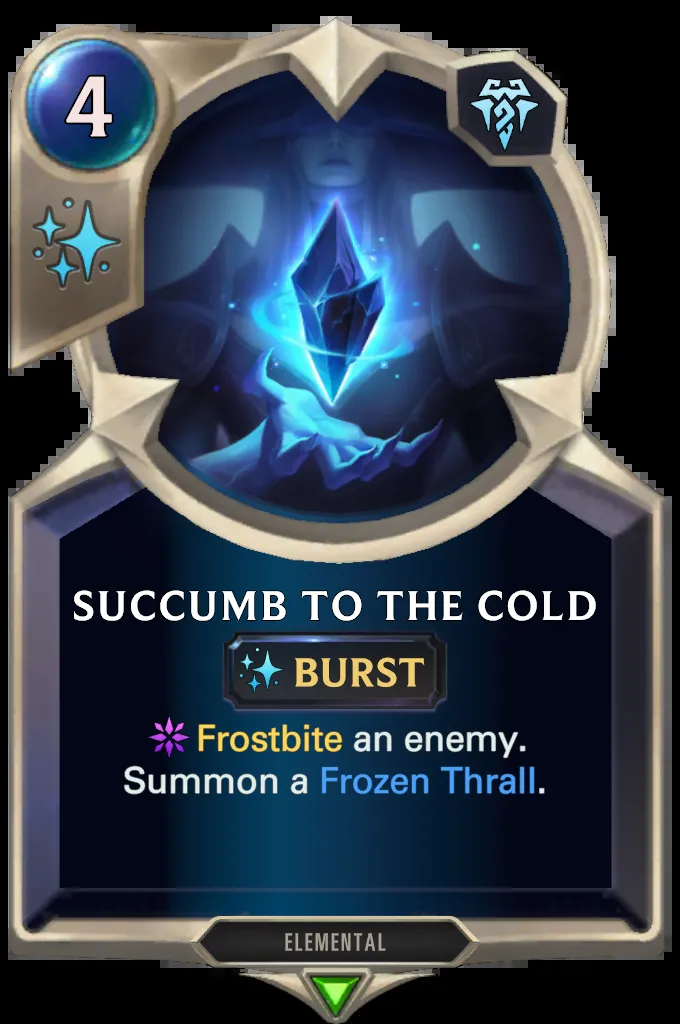 4
SUCCUMB TO THE COLD
BURST
Frostbite an enemy.
Summon a Frozen Thrall.
ELEMENTAL